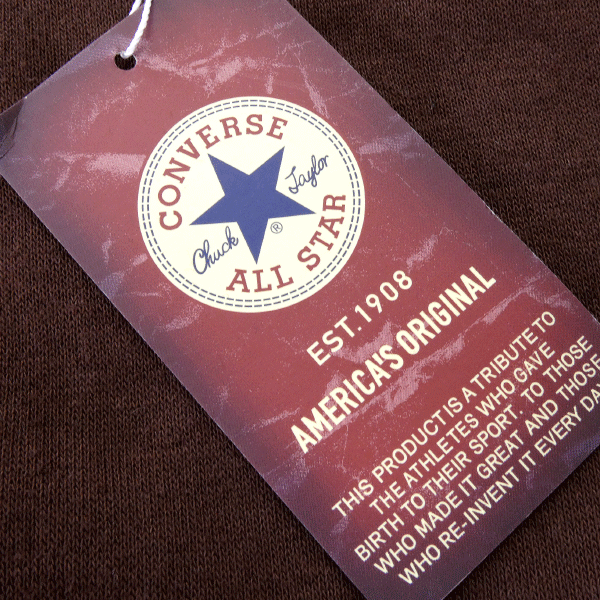 CONVERSE
Chuck Taylor
®
ALL STAR
EST. 1908
AMERICA'S ORIGINAL
THIS PRODUCT IS A TRIBUTE TO
THE ATHLETES WHO GAVE
BIRTH TO THEIR SPORT. TO THOSE
WHO MADE IT GREAT AND THOSE
WHO RE-INVENT IT EVERY DAY